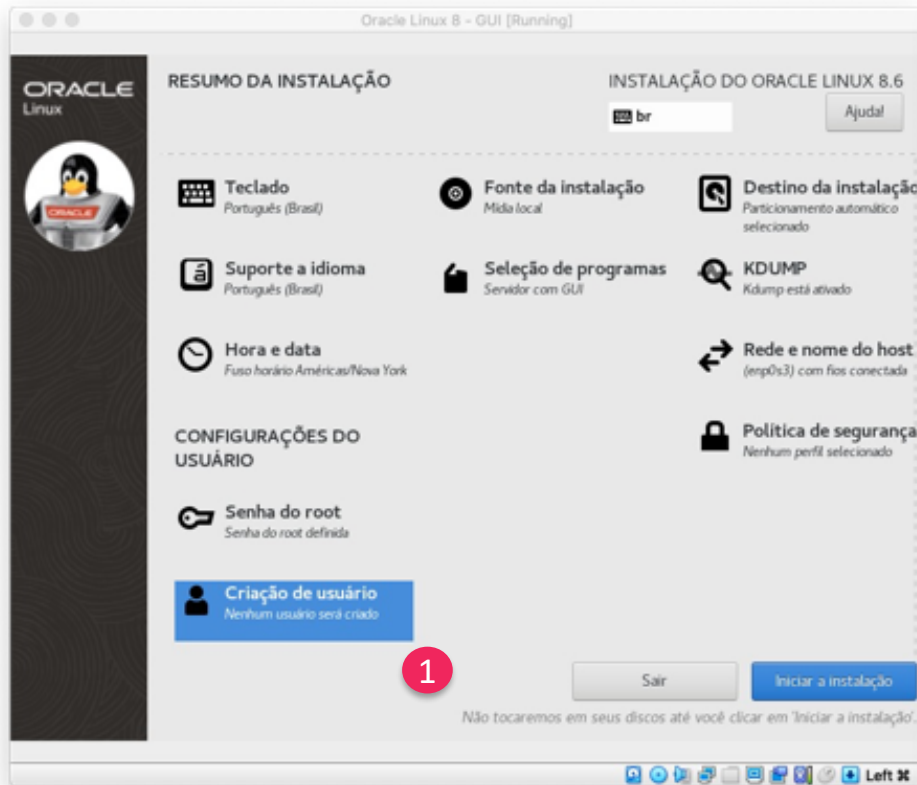 Oracle Linux 8 - GUI [Running]
ORACLE
Linux
ORACLE
RESUMO DA INSTALAÇÃO
INSTALAÇÃO DO ORACLE LINUX 8.6
br
Ajuda!
Teclado
Português (Brasil)
Fonte da instalação
Mídia local
Destino da instalação
Particionamento automático
selecionado
Suporte a idioma
Português (Brasil)
Seleção de programas
Servidor com GUI
KDUMP
Kdump está ativado
Hora e data
Fuso horário Américas/Nova York
Rede e nome do host
(enp0s3) com fios conectada
CONFIGURAÇÕES DO
USUÁRIO
Política de segurança
Nenhum perfil selecionado
Senha do root
Senha do root definida
Criação de usuário
Nenhum usuário será criado
1
Sair
Iniciar a instalação
Não tocaremos em seus discos até você clicar em 'Iniciar a instalação'.
Left ⌘